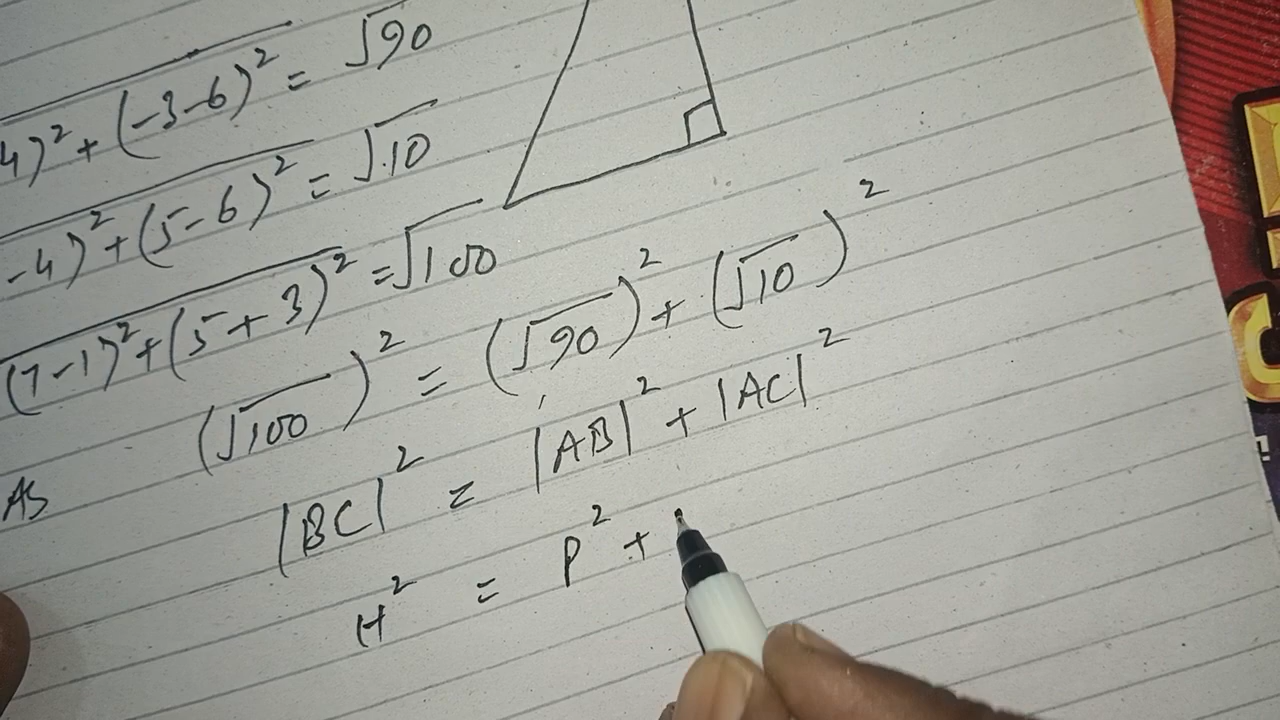 4)² + (-3-6)² = √90
-4)² + (5-6)² = √10
√(7-1)² + (5+3)² = √100
(√100)² = (√90)² + (√10)²
As |BC|² = |AB|² + |AC|²
H² = P² +